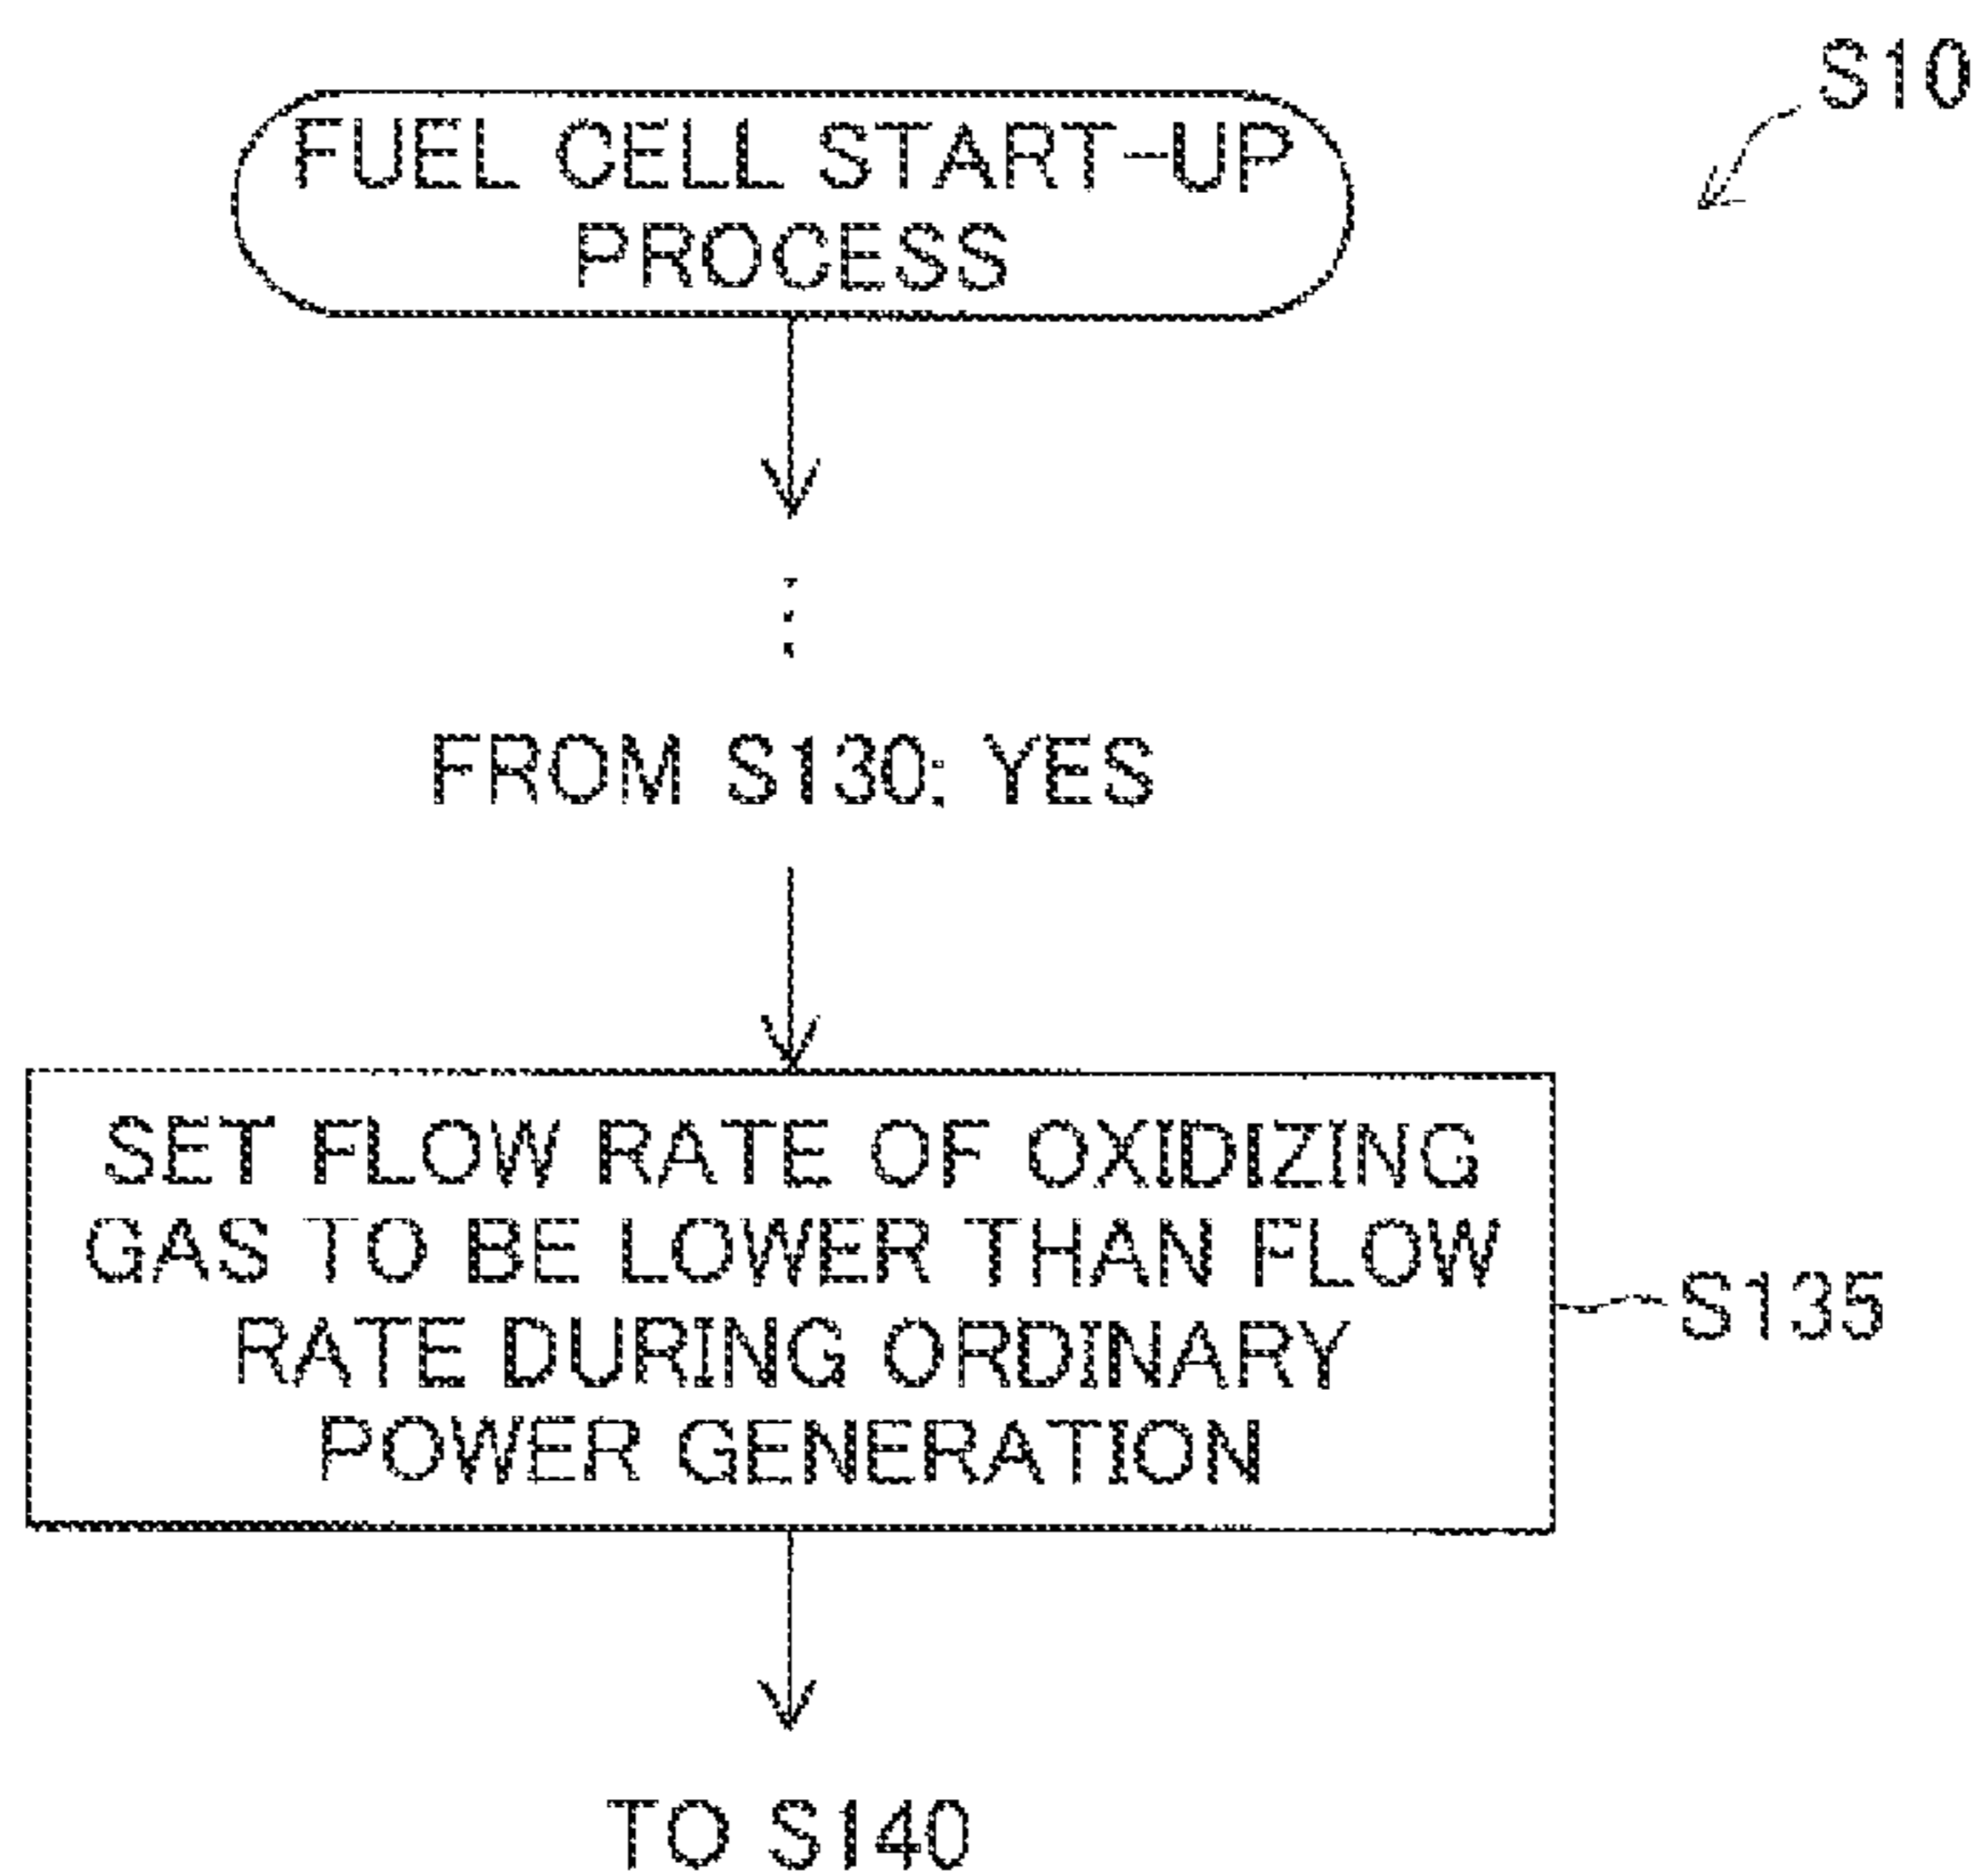 S10
FUEL CELL START-UP
PROCESS
FROM S130: YES
SET FLOW RATE OF OXIDIZING
GAS TO BE LOWER THAN FLOW
RATE DURING ORDINARY
POWER GENERATION
S135
TO S140